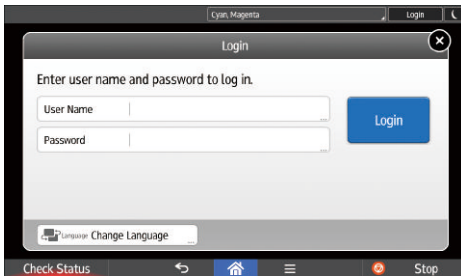 Cyan, Magenta
Login
Login
Enter user name and password to log in.
User Name
Login
Password
Language Change Language
Check Status
Stop